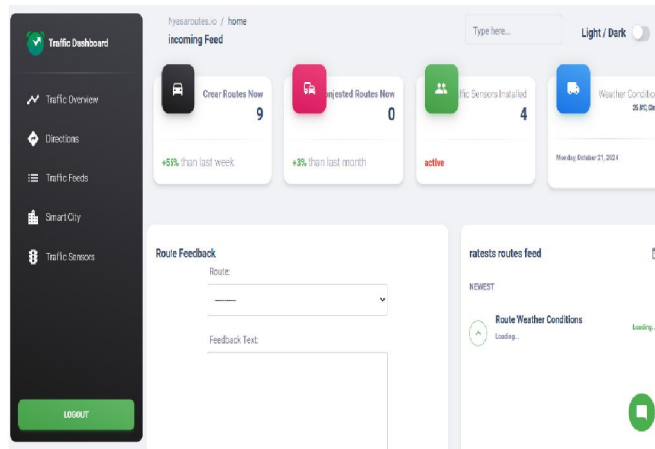 Traffic Dashboard
Traffic Overview
Directions
Traffic Feeds
Smart City
Traffic Sensors
LOGOUT
hyasaroutes.io / home
incoming Feed
Type here...
Light / Dark
Crear Routes Now
9
+55% than last week
onjested Routes Now
0
+3% than last month
ffic Sensors Installed
4
active
Weather Conditio
Monday, October 21, 2024
Route Feedback
Route:
---------
Feedback Text:
ratests routes feed
NEWEST
Route Weather Conditions
Loading...
Loading...